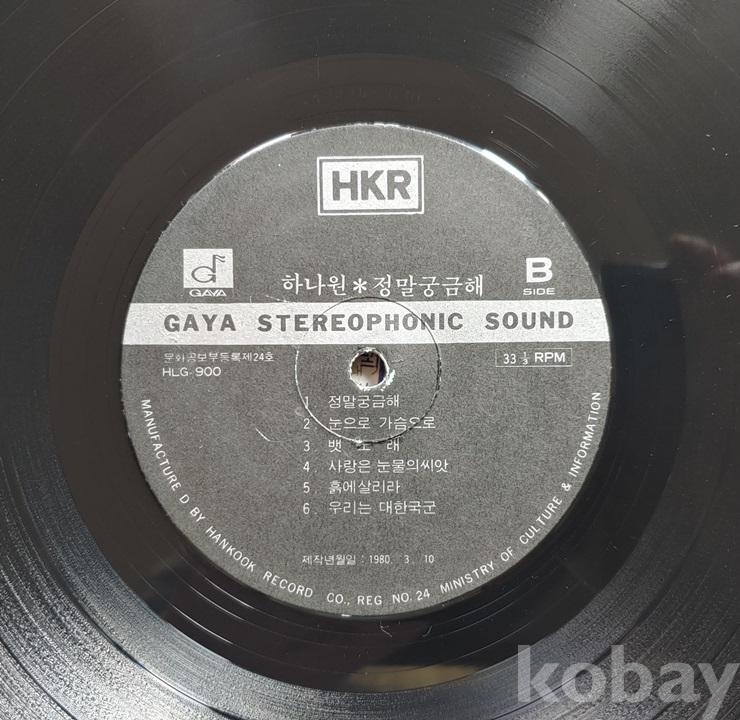 HKR
GAYA
하나원*정말궁금해
B
SIDE
GAYA STEREOPHONIC SOUND
문화공보부등록제24호
HLG-900
33 1/3 RPM
1. 정말궁금해
2. 눈으로 가슴으로
3. 뱃 노 래
4. 사랑은 눈물의씨앗
5. 흙에살리라
6. 우리는 대한국군
제작년월일 : 1980. 3. 10
MANUFACTURE D BY HANKOOK RECORD CO., REG NO. 24 MINISTRY OF CULTURE & INFORMATION
kobay